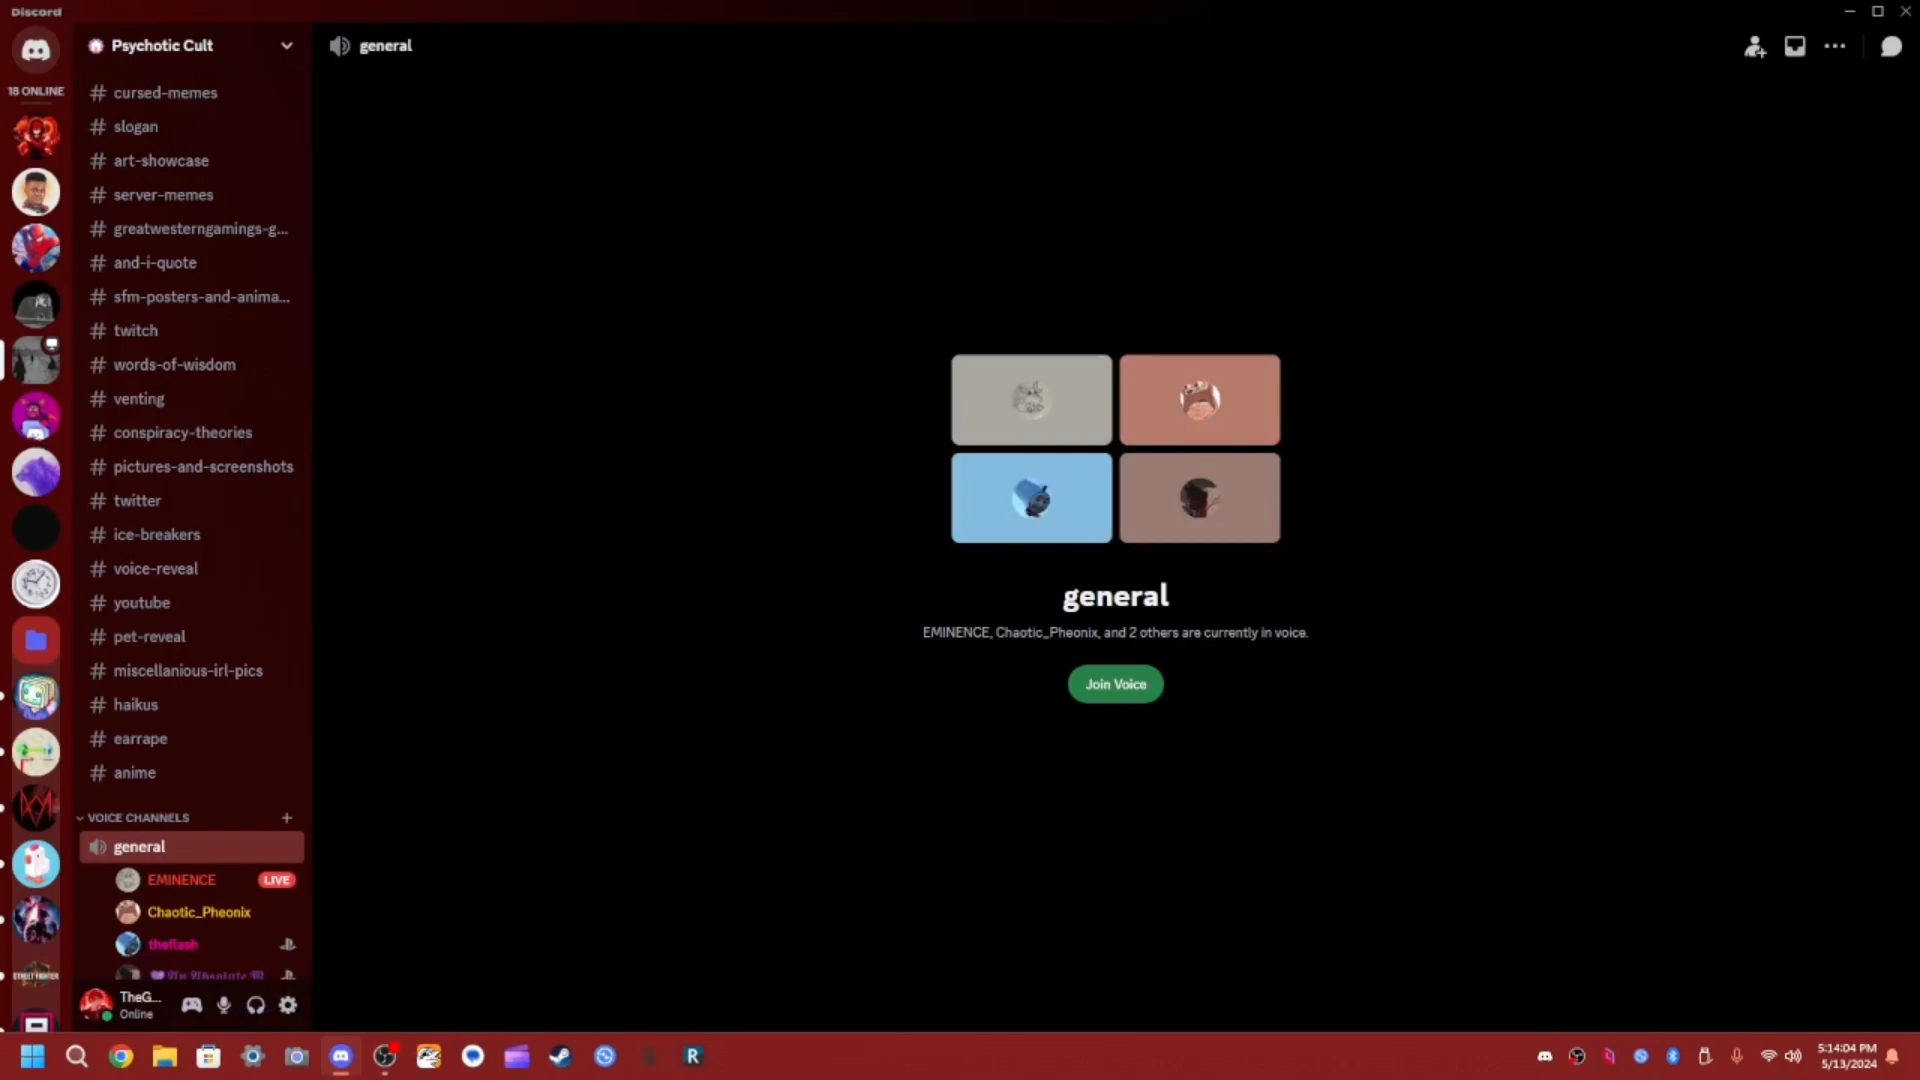 Discord
Psychotic Cult
general
18 ONLINE
# cursed-memes
# slogan
# art-showcase
# server-memes
# greatwesterngamings-g...
# and-i-quote
# sfm-posters-and-anima...
# twitch
# words-of-wisdom
# venting
# conspiracy-theories
# pictures-and-screenshots
# twitter
# ice-breakers
# voice-reveal
# youtube
# pet-reveal
# miscellanious-irl-pics
# haikus
# earrape
# anime
VOICE CHANNELS
general
EMINENCE LIVE
Chaotic_Pheonix
theflash
STREET FIGHTER
TheG...
Online
general
EMINENCE, Chaotic_Pheonix, and 2 others are currently in voice.
Join Voice
R
5:14:04 PM
5/13/2024